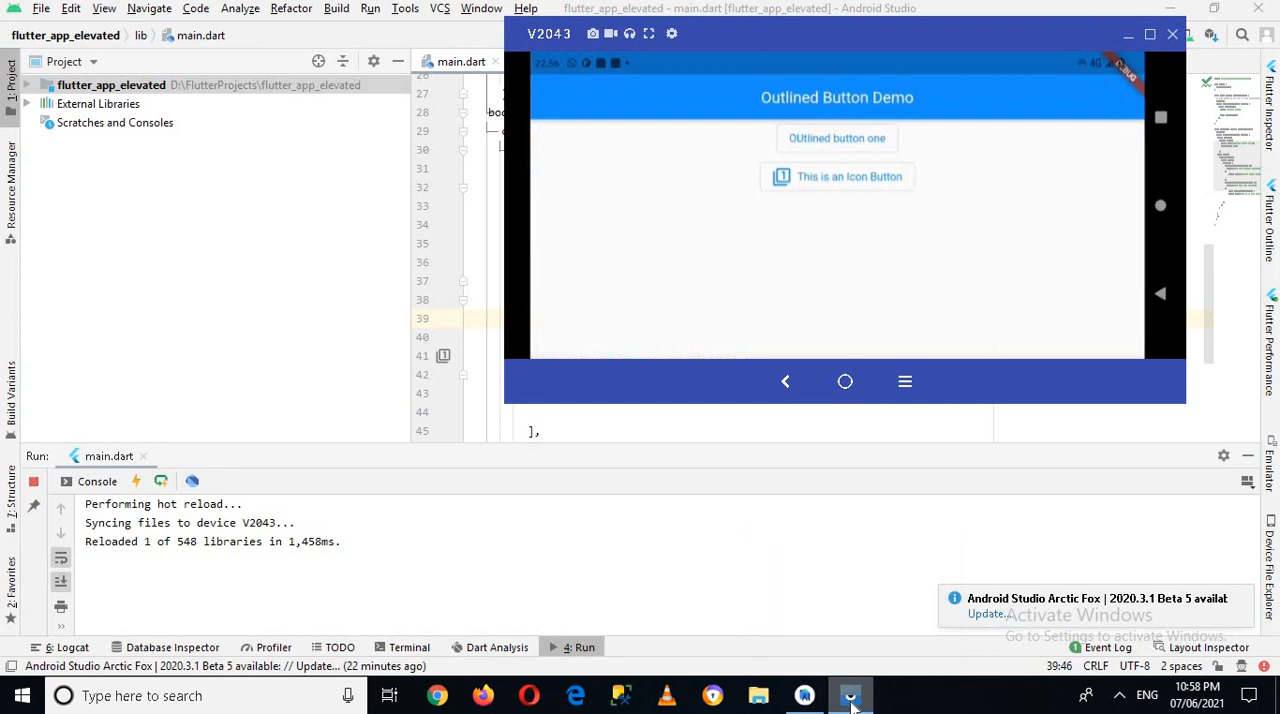 File Edit View Navigate Code Analyze Refactor Build Run Tools VCS Window Help flutter_app_elevated - main.dart [flutter_app_elevated] - Android Studio
flutter_app_elevated lib main.dart
V2043
1: Project
Project
main.dart
flutter_app_elevated D:\FlutterProjects\flutter_app_elevated
External Libraries
Scratches and Consoles
Resource Manager
Build Variants
Z: Structure
2: Favorites
27
28
29
30
31
32
33
34
35
36
37
38
39
40
41
42
43
44
45
],
22.56
4G
DEBUG
Outlined Button Demo
OUtlined button one
This is an Icon Button
Flutter Inspector
Flutter Outline
Flutter Performance
Emulator
Device File Explorer
Run: main.dart
Console
Performing hot reload...
Syncing files to device V2043...
Reloaded 1 of 548 libraries in 1,458ms.
Android Studio Arctic Fox | 2020.3.1 Beta 5 availat
Update...
Activate Windows
Go to Settings to activate Windows.
6: Logcat Database Inspector Profiler TODO Terminal Dart Analysis 4: Run Event Log Layout Inspector
Android Studio Arctic Fox | 2020.3.1 Beta 5 available: // Update... (22 minutes ago) 39:46 CRLF UTF-8 2 spaces
Type here to search
ENG
10:58 PM
07/06/2021